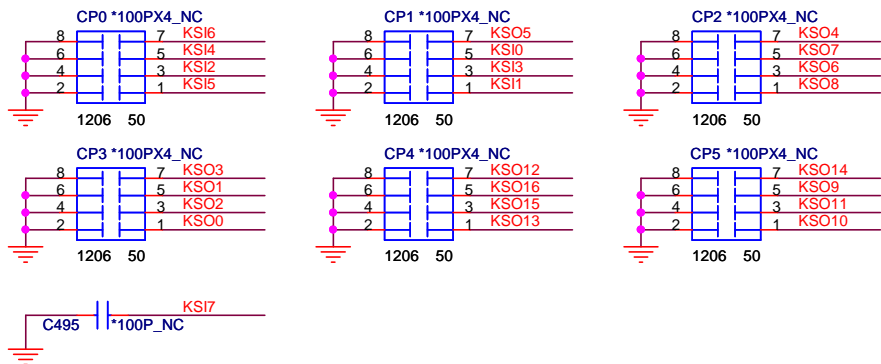 CP0 *100PX4_NC
8 7 KSI6
6 5 KSI4
4 3 KSI2
2 1 KSI5
1206 50
CP1 *100PX4_NC
8 7 KSO5
6 5 KSI0
4 3 KSI3
2 1 KSI1
1206 50
CP2 *100PX4_NC
8 7 KSO4
6 5 KSO7
4 3 KSO6
2 1 KSO8
1206 50
CP3 *100PX4_NC
8 7 KSO3
6 5 KSO1
4 3 KSO2
2 1 KSO0
1206 50
CP4 *100PX4_NC
8 7 KSO12
6 5 KSO16
4 3 KSO15
2 1 KSO13
1206 50
CP5 *100PX4_NC
8 7 KSO14
6 5 KSO9
4 3 KSO11
2 1 KSO10
1206 50
KSI7
C495 *100P_NC